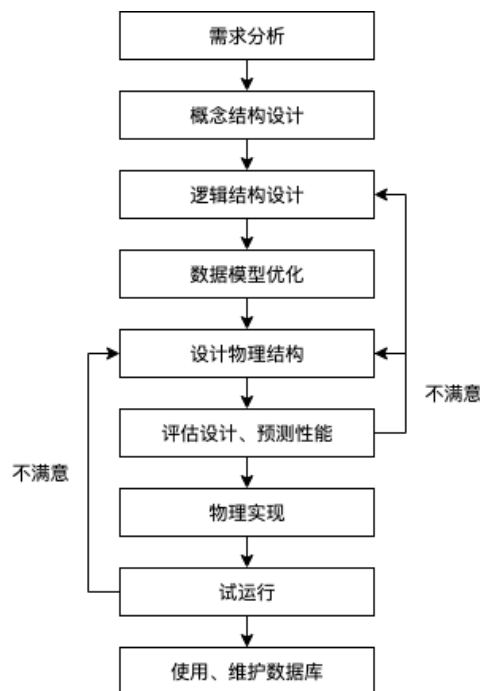 需求分析
概念结构设计
逻辑结构设计
数据模型优化
设计物理结构
不满意
评估设计、预测性能
不满意
物理实现
试运行
使用、维护数据库